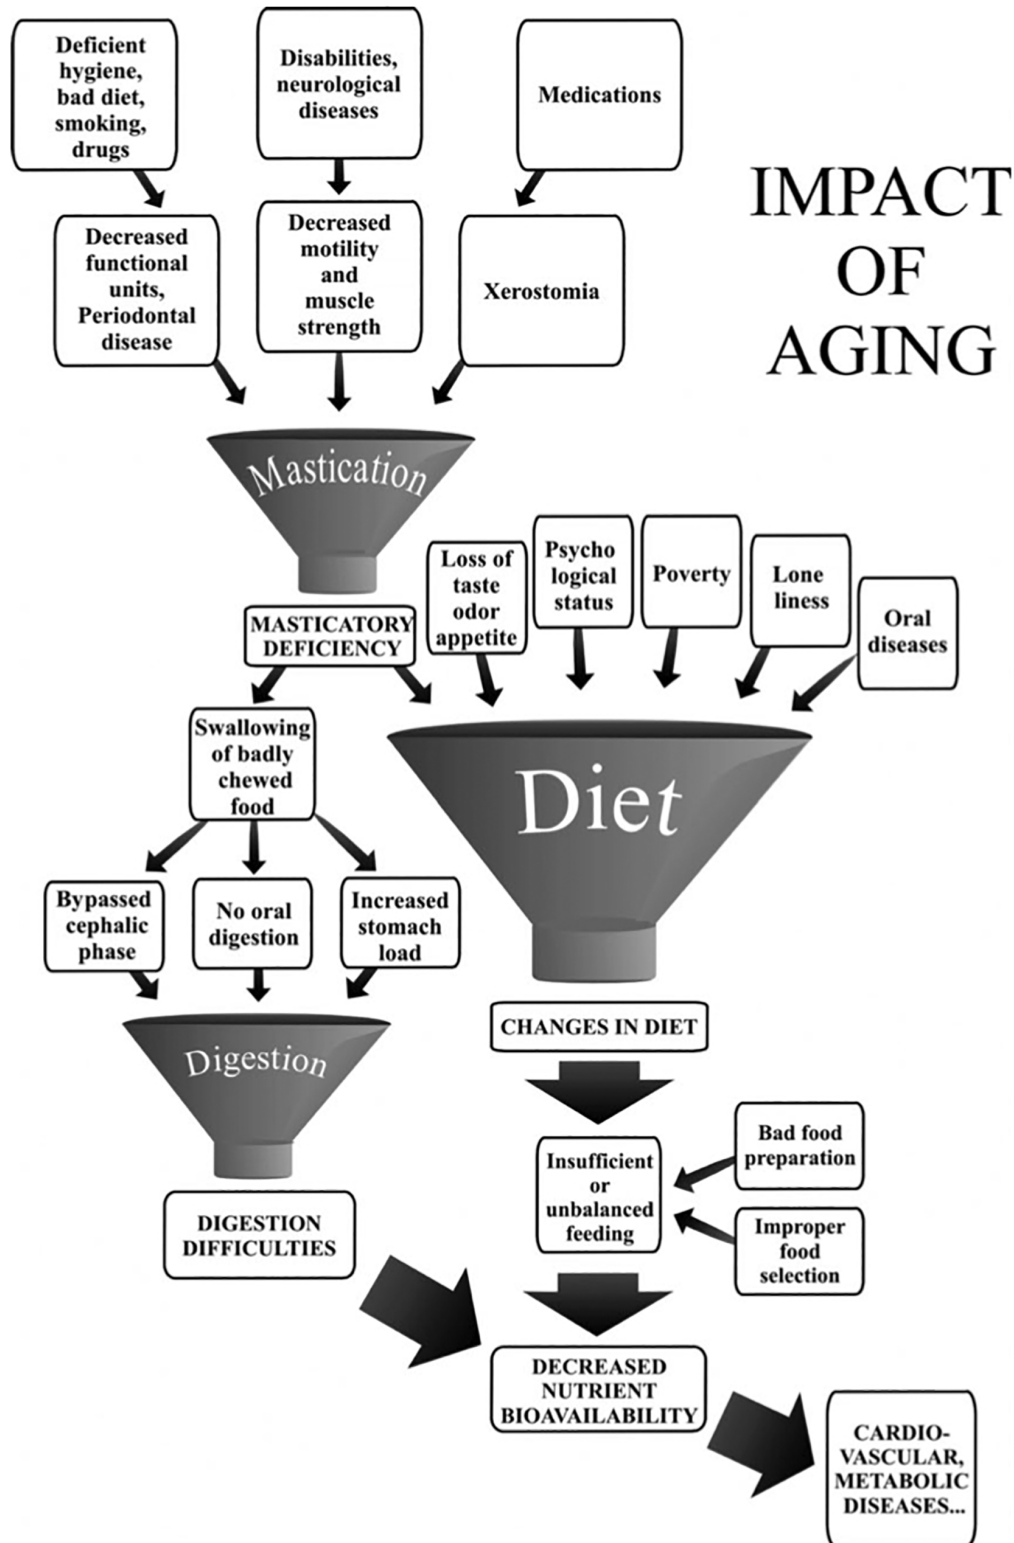 Deficient
hygiene,
bad diet,
smoking,
drugs
Disabilities,
neurological
diseases
Medications
IMPACT
OF
AGING
Decreased
functional
units,
Periodontal
disease
Decreased
motility
and
muscle
strength
Xerostomia
Mastication
MASTICATORY
DEFICIENCY
Loss of
taste
odor
appetite
Psycho
logical
status
Poverty
Lone
liness
Oral
diseases
Swallowing
of badly
chewed
food
Diet
Bypassed
cephalic
phase
No oral
digestion
Increased
stomach
load
Digestion
CHANGES IN DIET
Insufficient
or
unbalanced
feeding
Bad food
preparation
Improper
food
selection
DIGESTION
DIFFICULTIES
DECREASED
NUTRIENT
BIOAVAILABILITY
CARDIO-
VASCULAR,
METABOLIC
DISEASES...